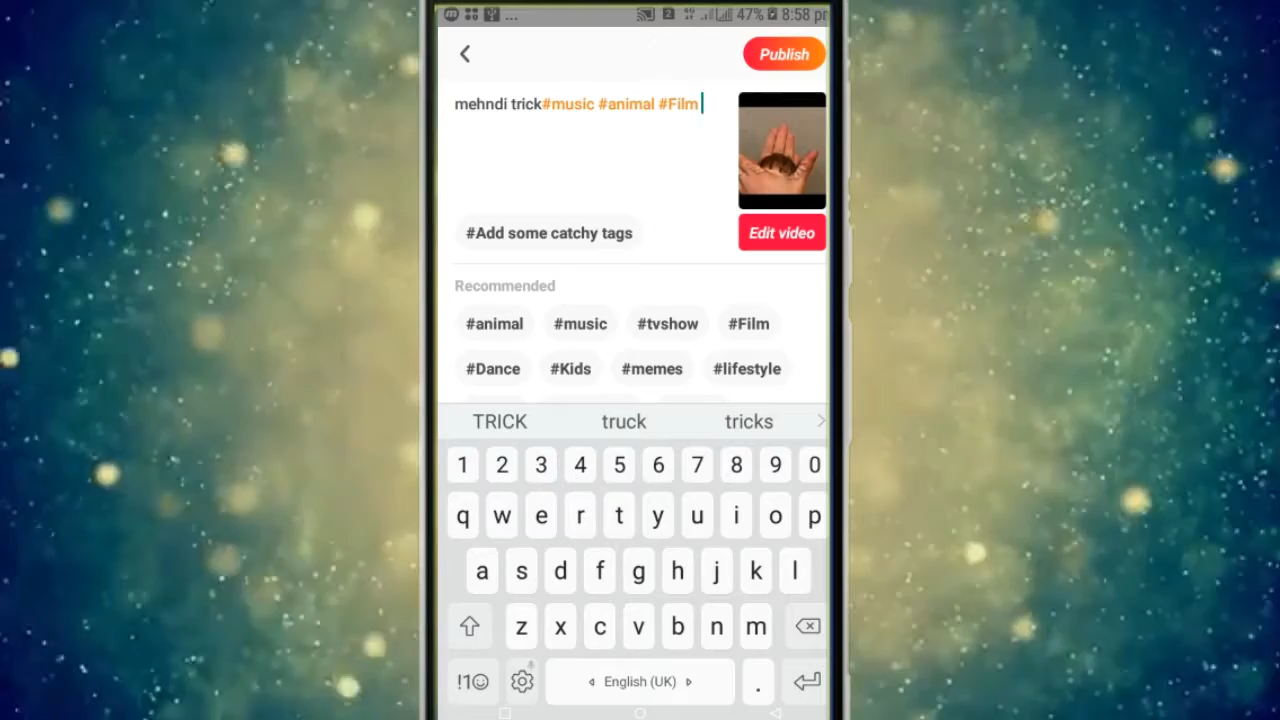 ... 2 47% 8:58 pm
Publish
mehndi trick#music #animal #Film
#Add some catchy tags
Edit video
Recommended
#animal #music #tvshow #Film
#Dance #Kids #memes #lifestyle
TRICK truck tricks
1 2 3 4 5 6 7 8 9 0
q w e r t y u i o p
a s d f g h j k l
z x c v b n m
!1☺ English (UK) .